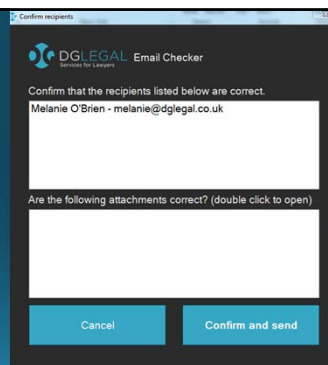 Confirm recipients
DGLEGAL Email Checker
Services for Lawyers
Confirm that the recipients listed below are correct.
Melanie O'Brien - melanie@dglegal.co.uk
Are the following attachments correct? (double click to open)
Cancel Confirm and send